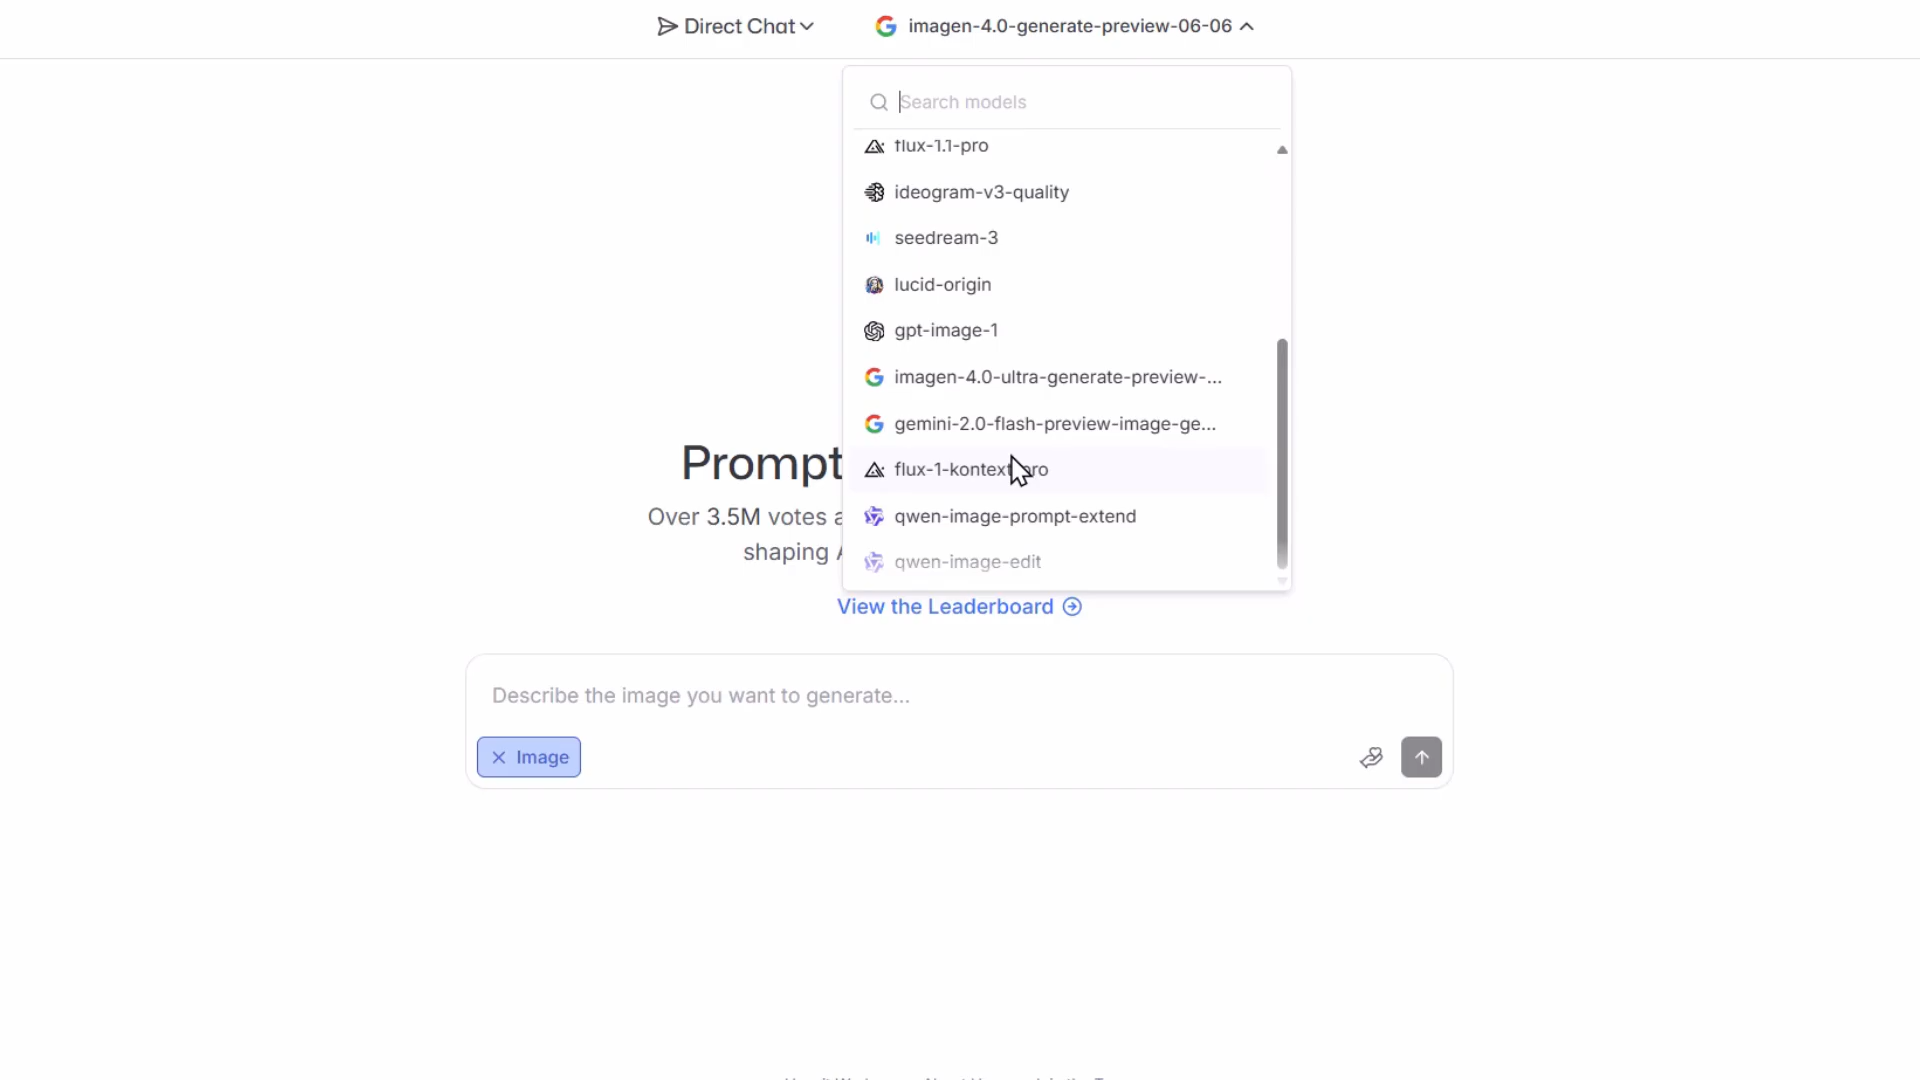 Direct Chat
imagen-4.0-generate-preview-06-06
Search models
flux-1.1-pro
ideogram-v3-quality
seedream-3
lucid-origin
gpt-image-1
imagen-4.0-ultra-generate-preview-...
gemini-2.0-flash-preview-image-ge...
flux-1-kontext-pro
qwen-image-prompt-extend
qwen-image-edit
Prompt
Over 3.5M votes
shaping
View the Leaderboard
Describe the image you want to generate...
Image